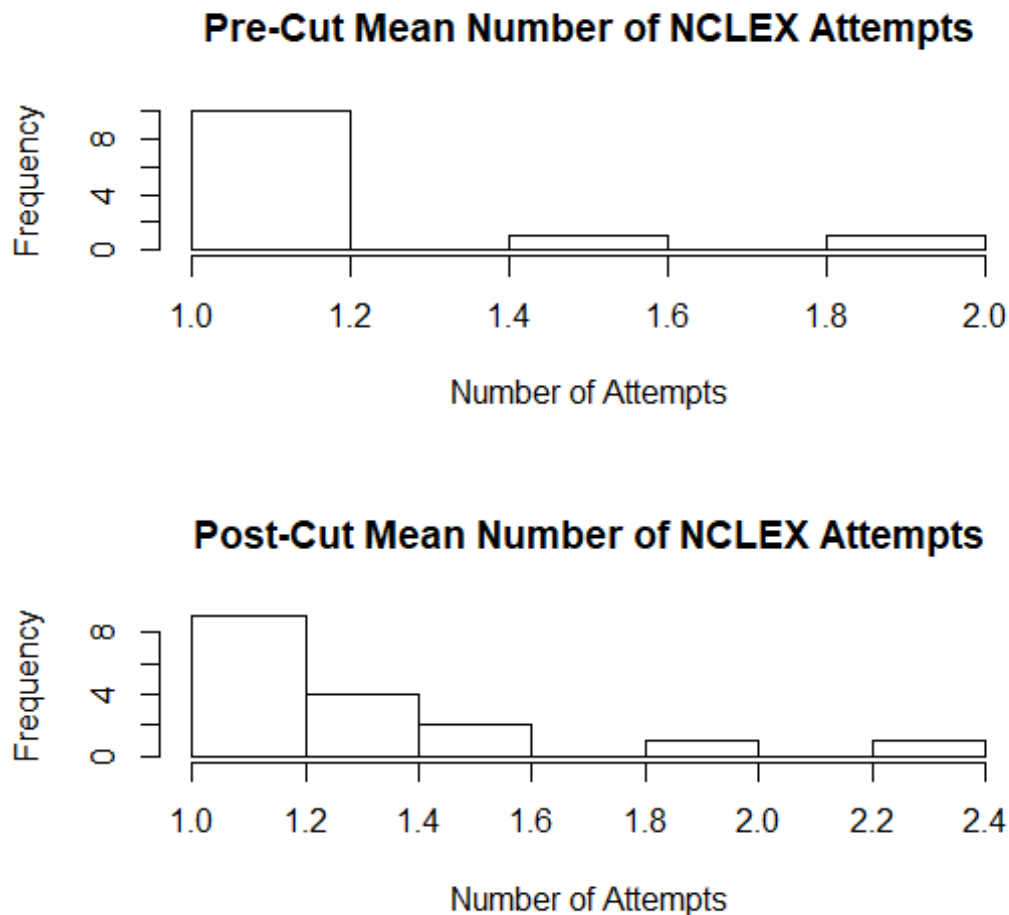 Pre-Cut Mean Number of NCLEX Attempts
Frequency
8
4
0
1.0 1.2 1.4 1.6 1.8 2.0
Number of Attempts
Post-Cut Mean Number of NCLEX Attempts
Frequency
8
4
0
1.0 1.2 1.4 1.6 1.8 2.0 2.2 2.4
Number of Attempts